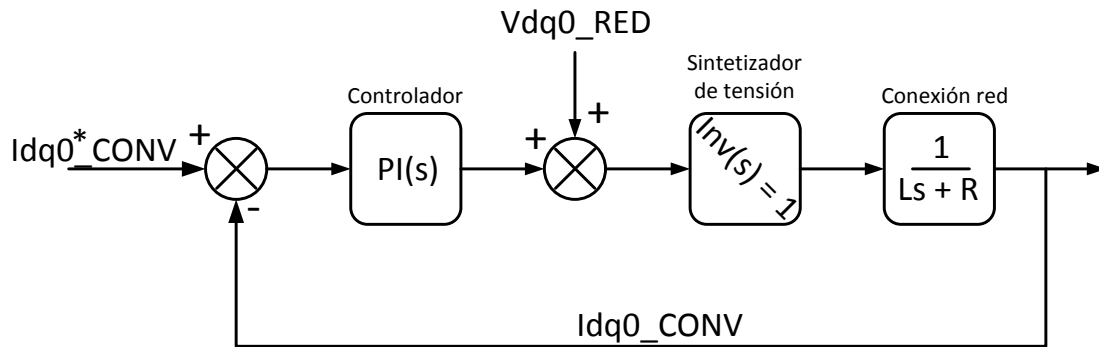 Vdq0_RED
Sintetizador
de tensión
Controlador
Conexión red
+
+
+
Idq0*_CONV
PI(s)
Inv(s) = 1
1
Ls + R
-
Idq0_CONV